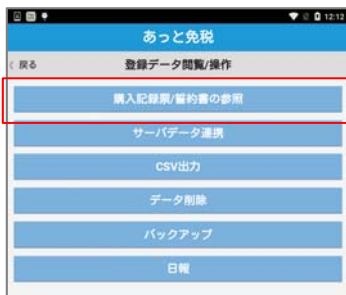 12:12
あっと免税
戻る 登録データ閲覧/操作
購入記録票/誓約書の参照
サーバデータ連携
CSV出力
データ削除
バックアップ
日報